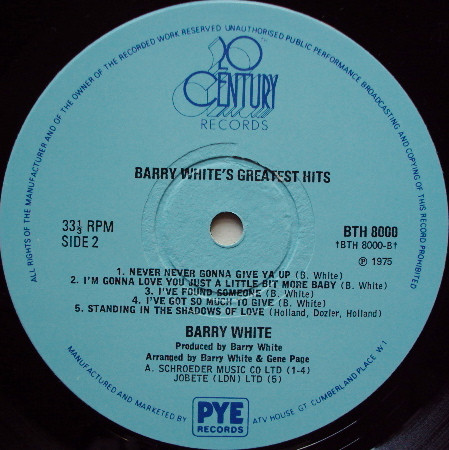 ALL RIGHTS OF THE MANUFACTURER AND OF THE OWNER OF THE RECORDED WORK RESERVED UNAUTHORISED PUBLIC PERFORMANCE BROADCASTING AND COPYING OF THIS RECORD PROHIBITED
20
CENTURY
RECORDS
BARRY WHITE'S GREATEST HITS
33⅓ RPM
SIDE 2
BTH 8000
†BTH 8000-B†
℗ 1975
1. NEVER NEVER GONNA GIVE YA UP (B. White)
2. I'M GONNA LOVE YOU JUST A LITTLE BIT MORE BABY (B. White)
3. I'VE FOUND SOMEONE (B. White)
4. I'VE GOT SO MUCH TO GIVE (B. White)
5. STANDING IN THE SHADOWS OF LOVE (Holland, Dozler, Holland)
BARRY WHITE
Produced by Barry White
Arranged by Barry White & Gene Page
A. SCHROEDER MUSIC CO LTD (1-4)
JOBETE (LDN) LTD (5)
MANUFACTURED AND MARKETED BY
PYE
RECORDS
ATV HOUSE GT CUMBERLAND PLACE W1